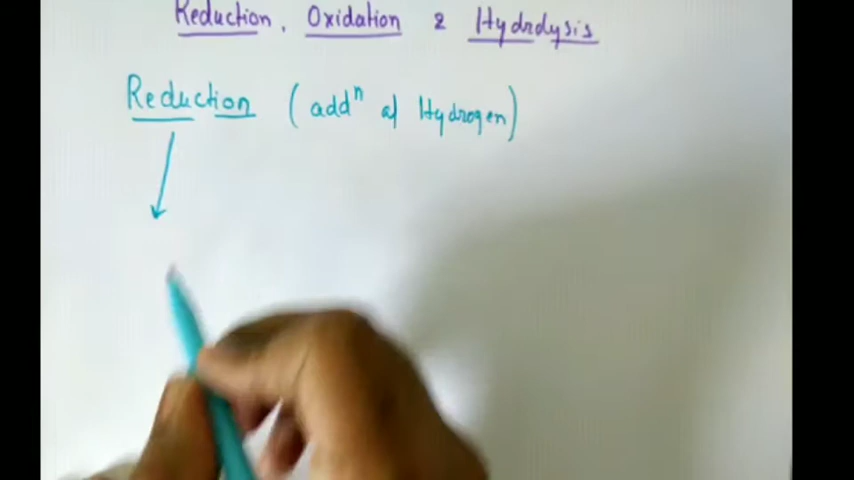 Reduction, Oxidation & Hydrolysis
Reduction (addⁿ of Hydrogen)